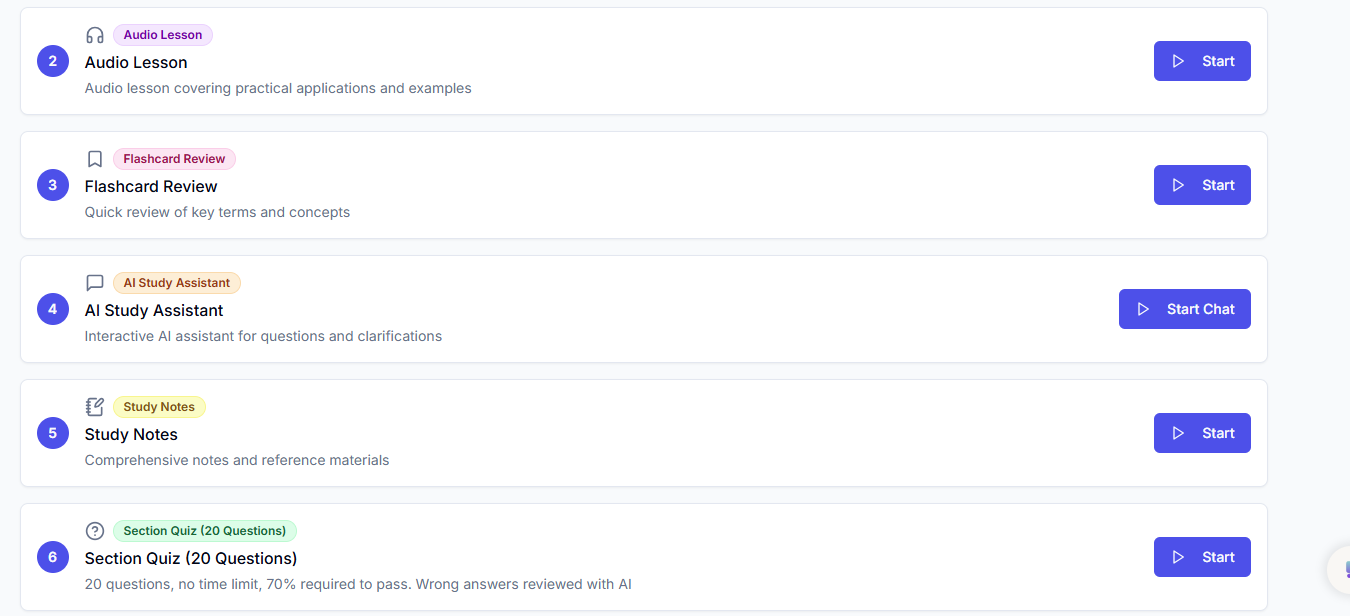 Audio Lesson
2
Audio Lesson
Start
Audio lesson covering practical applications and examples
Flashcard Review
3
Flashcard Review
Start
Quick review of key terms and concepts
AI Study Assistant
4
AI Study Assistant
Start Chat
Interactive AI assistant for questions and clarifications
Study Notes
5
Study Notes
Start
Comprehensive notes and reference materials
Section Quiz (20 Questions)
6
Section Quiz (20 Questions)
Start
20 questions, no time limit, 70% required to pass. Wrong answers reviewed with AI